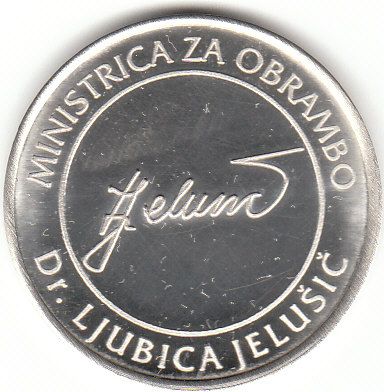 MINISTRICA ZA OBRAMBO
Dr. LJUBICA JELUŠIČ